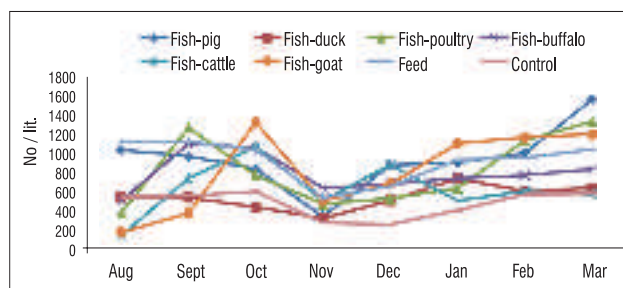 Fish-pig Fish-duck Fish-poultry Fish-buffalo
Fish-cattle Fish-goat Feed Control
No / lit.
1800
1600
1400
1200
1000
800
600
400
200
0
Aug Sept Oct Nov Dec Jan Feb Mar